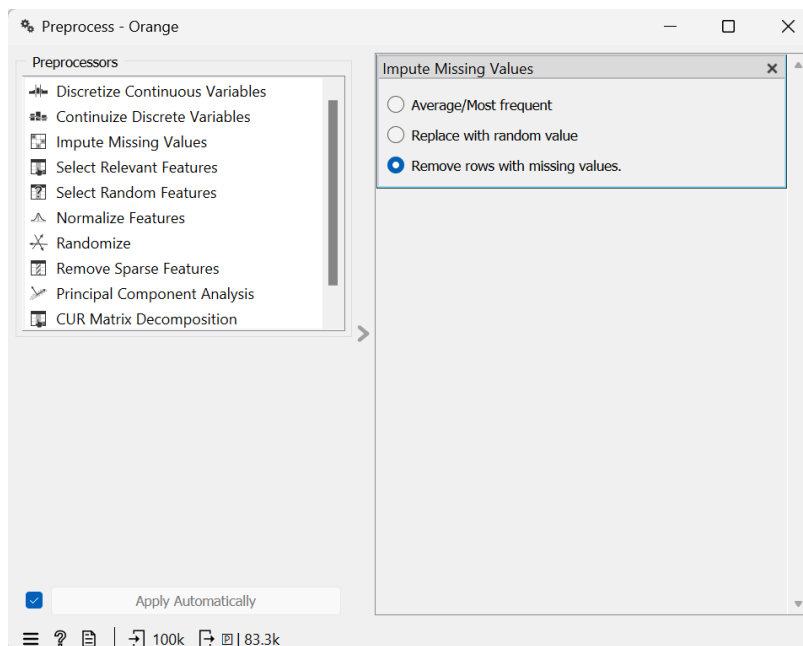 Preprocess - Orange
Preprocessors
Discretize Continuous Variables
Continuize Discrete Variables
Impute Missing Values
Select Relevant Features
Select Random Features
Normalize Features
Randomize
Remove Sparse Features
Principal Component Analysis
CUR Matrix Decomposition
Impute Missing Values
Average/Most frequent
Replace with random value
Remove rows with missing values.
Apply Automatically
100k P | 83.3k